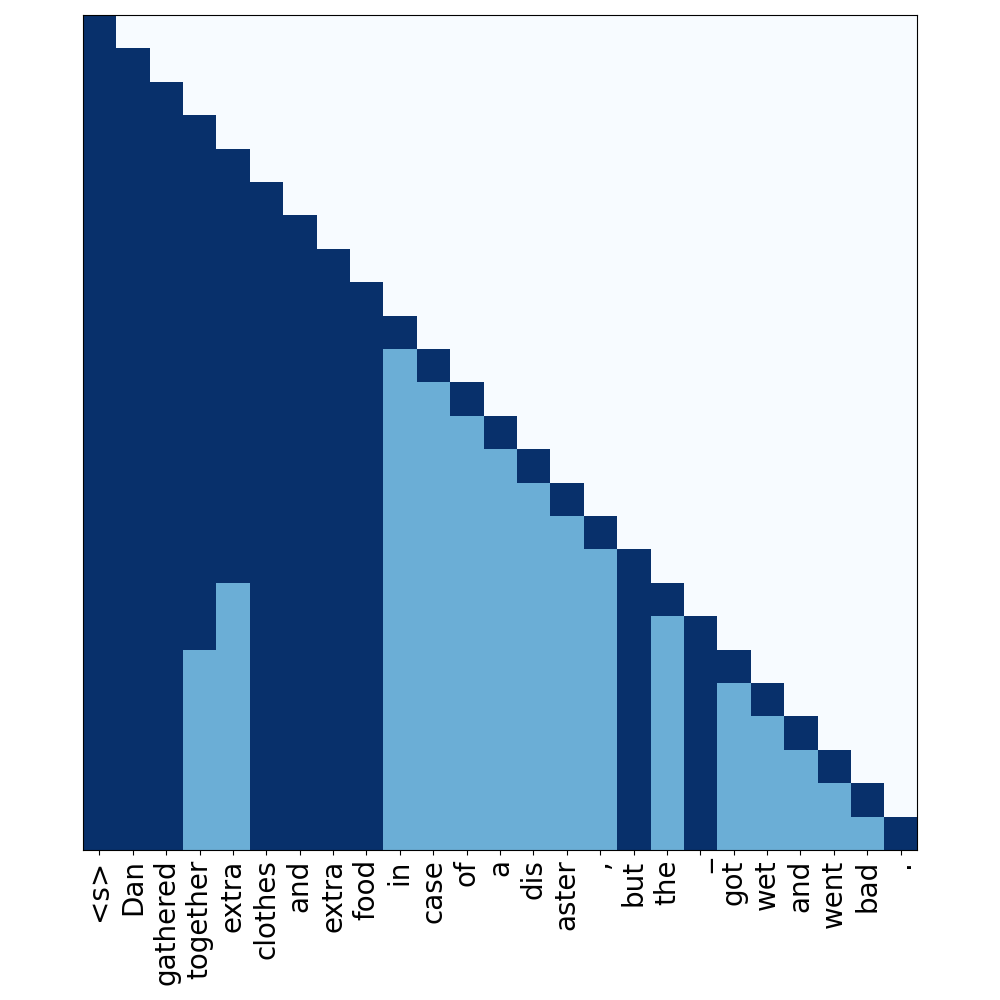 <s> Dan gathered together extra clothes and extra food in case of a dis aster , but the _ got wet and went bad .